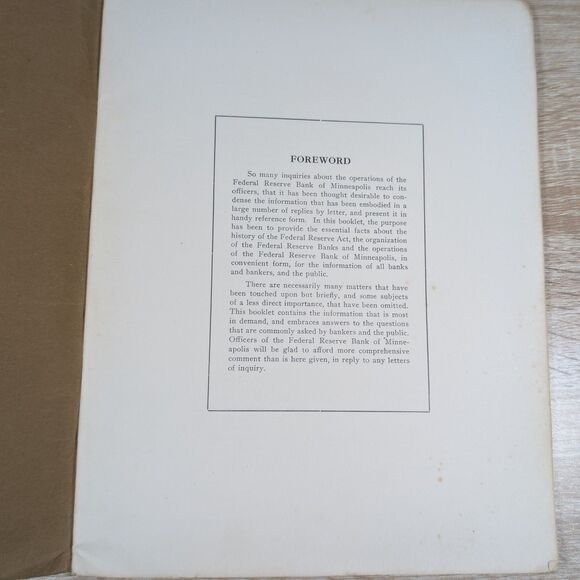 FOREWORD
So many inquiries about the operations of the
Federal Reserve Bank of Minneapolis reach its
officers, that it has been thought desirable to con-
dense the information that has been embodied in a
large number of replies by letter, and present it in
handy reference form. In this booklet, the purpose
has been to provide the essential facts about the
history of the Federal Reserve Act, the organization
of the Federal Reserve Banks and the operations
of the Federal Reserve Bank of Minneapolis, in
convenient form, for the information of all banks
and bankers, and the public.
There are necessarily many matters that have
been touched upon but briefly, and some subjects
of a less direct importance, that have been omitted.
This booklet contains the information that is most
in demand, and embraces answers to the questions
that are commonly asked by bankers and the public.
Officers of the Federal Reserve Bank of Minne-
apolis will be glad to afford more comprehensive
comment than is here given, in reply to any letters
of inquiry.